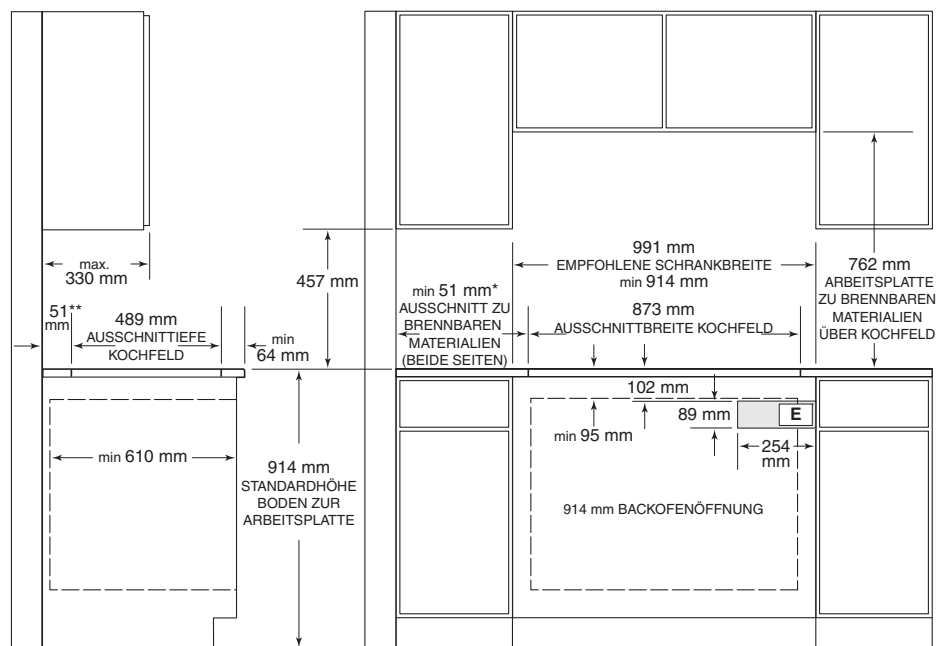 max.
330 mm
457 mm
51**
mm
489 mm
AUSSCHNITTIEFE
KOCHFELD
min
64 mm
min 51 mm*
AUSSCHNITT ZU
BRENNBAREN
MATERIALIEN
(BEIDE SEITEN)
991 mm
EMPFOHLENE SCHRANKBREITE
min 914 mm
873 mm
AUSSCHNITTBREITE KOCHFELD
762 mm
ARBEITSPLATTE
ZU BRENNBAREN
MATERIALIEN
ÜBER KOCHFELD
min 610 mm
914 mm
STANDARDHÖHE
BODEN ZUR
ARBEITSPLATTE
102 mm
89 mm
E
min 95 mm
254
mm
914 mm BACKOFENÖFFNUNG